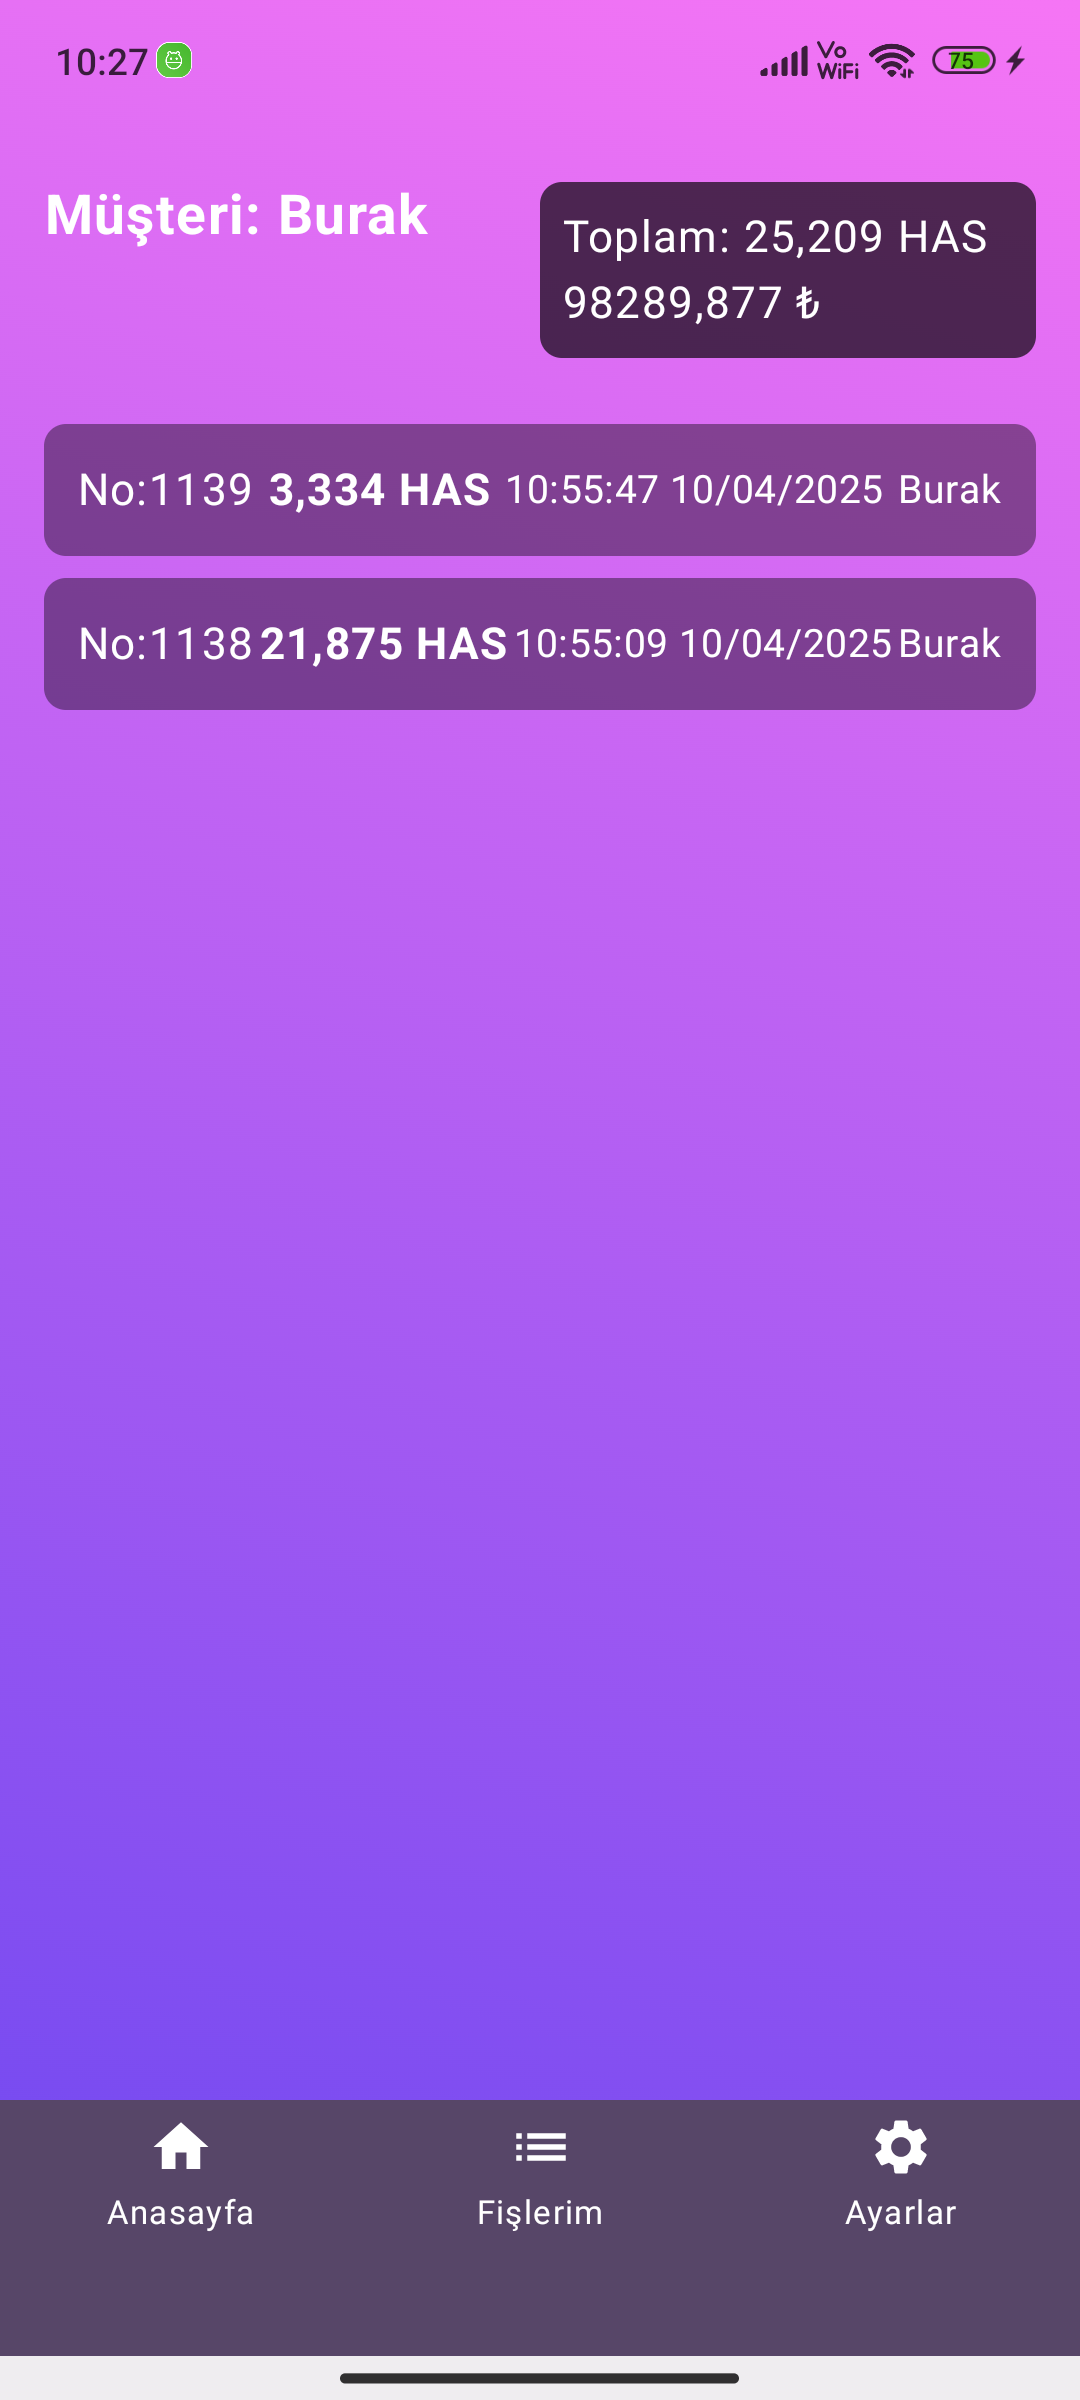 10:27
Vo WiFi
75
Müşteri: Burak
Toplam: 25,209 HAS
98289,877 ₺
No:1139 3,334 HAS 10:55:47 10/04/2025 Burak
No:1138 21,875 HAS 10:55:09 10/04/2025 Burak
Anasayfa
Fişlerim
Ayarlar